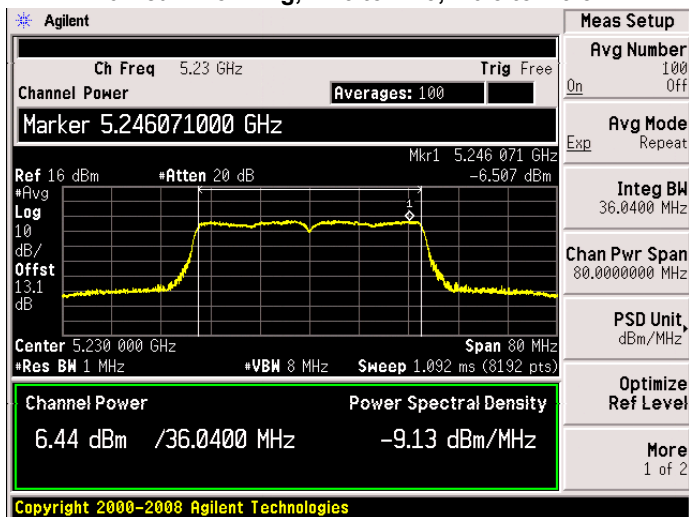 Agilent
Ch Freq 5.23 GHz Trig Free
Channel Power Averages: 100
Marker 5.246071000 GHz
Mkr1 5.246 071 GHz
Ref 16 dBm #Atten 20 dB -6.507 dBm
#Avg
Log
10
dB/
Offst
13.1
dB
1
Center 5.230 000 GHz Span 80 MHz
#Res BW 1 MHz #VBW 8 MHz Sweep 1.092 ms (8192 pts)
Channel Power Power Spectral Density
6.44 dBm /36.0400 MHz -9.13 dBm/MHz
Copyright 2000-2008 Agilent Technologies
Meas Setup
Avg Number
100
On Off
Avg Mode
Exp Repeat
Integ BW
36.0400 MHz
Chan Pwr Span
80.0000000 MHz
PSD Unit
dBm/MHz
Optimize
Ref Level
More
1 of 2